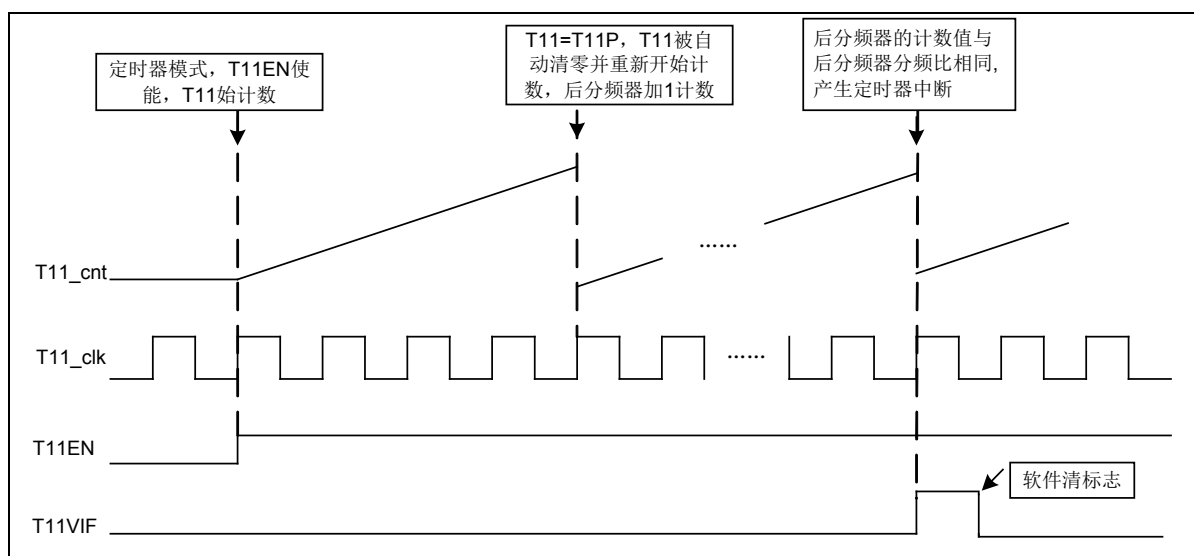 定时器模式，T11EN使
能，T11始计数
T11=T11P，T11被自
动清零并重新开始计
数，后分频器加1计数
后分频器的计数值与
后分频器分频比相同,
产生定时器中断
T11_cnt
......
T11_clk
......
T11EN
软件清标志
T11VIF